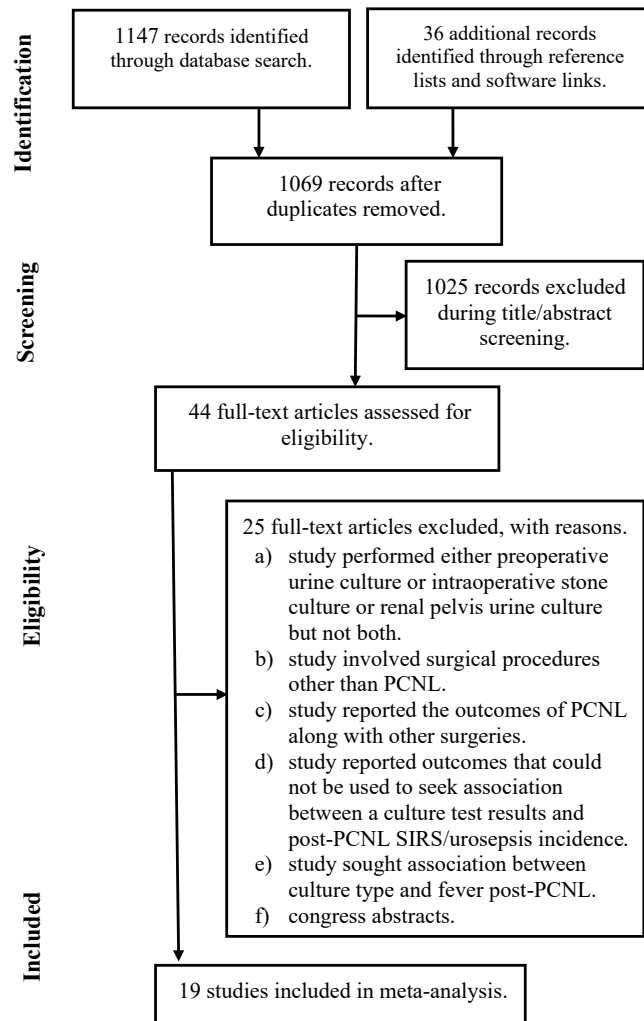 Identification
1147 records identified
through database search.
36 additional records
identified through reference
lists and software links.
1069 records after
duplicates removed.
Screening
1025 records excluded
during title/abstract
screening.
44 full-text articles assessed for
eligibility.
Eligibility
25 full-text articles excluded, with reasons.
a) study performed either preoperative
urine culture or intraoperative stone
culture or renal pelvis urine culture
but not both.
b) study involved surgical procedures
other than PCNL.
c) study reported the outcomes of PCNL
along with other surgeries.
d) study reported outcomes that could
not be used to seek association
between a culture test results and
post-PCNL SIRS/urosepsis incidence.
e) study sought association between
culture type and fever post-PCNL.
f) congress abstracts.
Included
19 studies included in meta-analysis.